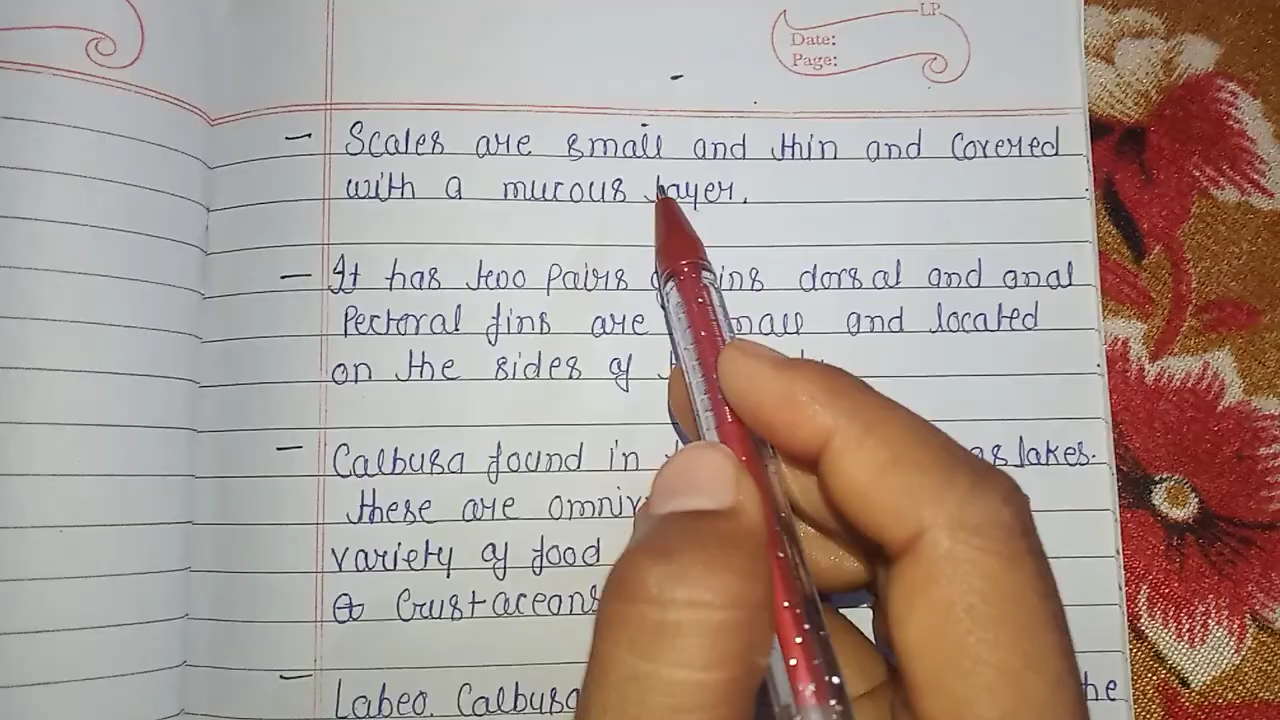 LP
Date:
Page:
- Scales are small and thin and covered
with a mucous layer.
- It has two pairs ins dorsal and anal
Pectoral fins are mall and located
on the sides of
- Calbusa found in as lakes.
these are omniv
variety of food
& Crustaceans
- Labeo. Calbusa he